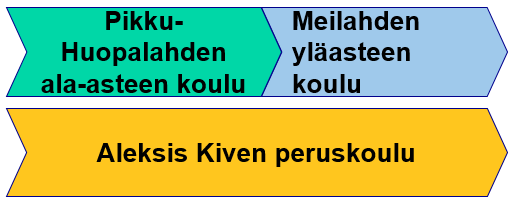 Pikku-
Huopalahden
ala-asteen koulu
Meilahden
yläasteen
koulu
Aleksis Kiven peruskoulu